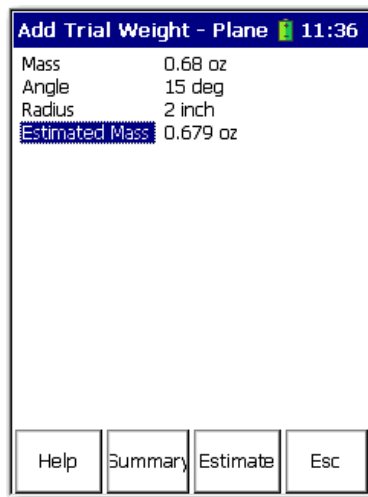 Add Trial Weight - Plane 11:36
Mass 0.68 oz
Angle 15 deg
Radius 2 inch
Estimated Mass 0.679 oz
Help Summary Estimate Esc